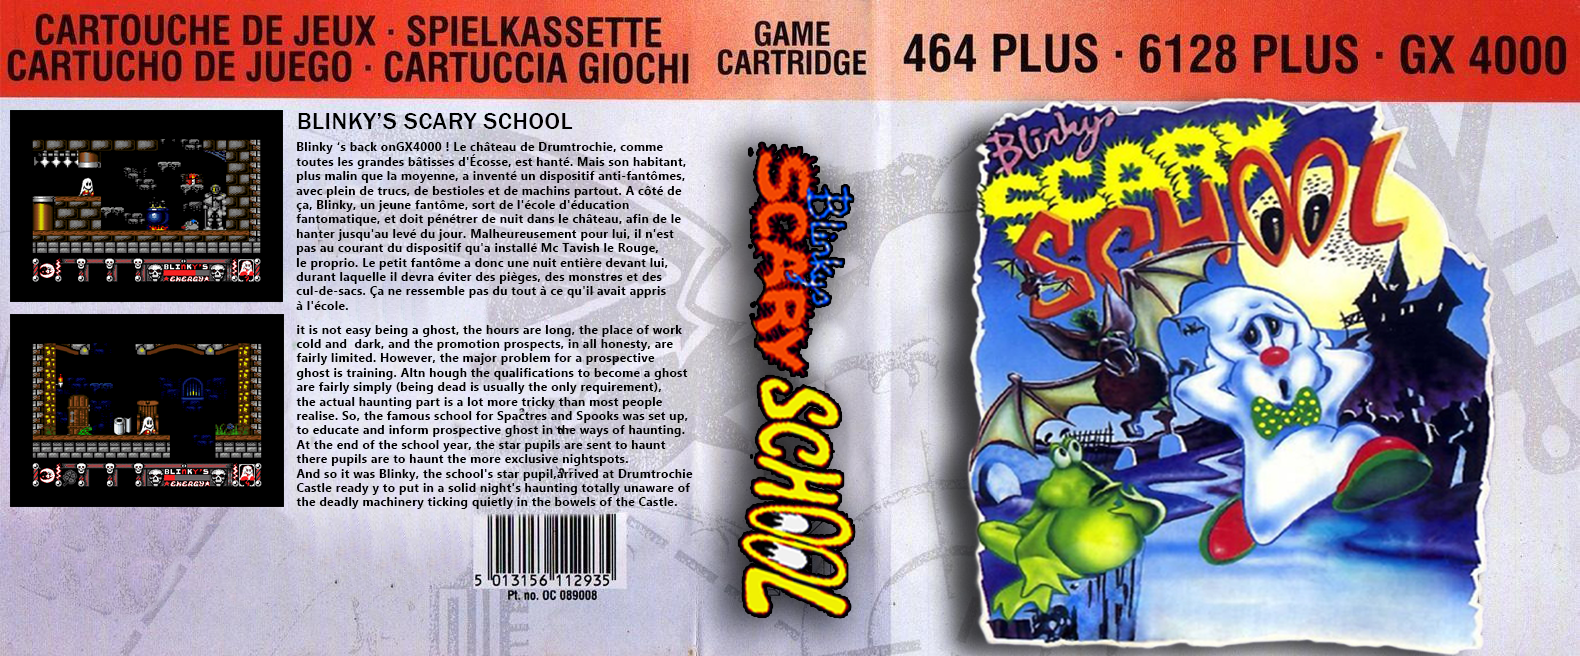 CARTOUCHE DE JEUX · SPIELKASSETTE
CARTUCHO DE JUEGO · CARTUCCIA GIOCHI
GAME
CARTRIDGE
464 PLUS · 6128 PLUS · GX 4000
BLINKY'S SCARY SCHOOL
Blinky ‘s back onGX4000 ! Le château de Drumtrochie, comme
toutes les grandes bâtisses d'Écosse, est hanté. Mais son habitant,
plus malin que la moyenne, a inventé un dispositif anti-fantômes,
avec plein de trucs, de bestioles et de machins partout. A côté de
ça, Blinky, un jeune fantôme, sort de l'école d'éducation
fantomatique, et doit pénétrer de nuit dans le château, afin de le
hanter jusqu'au levé du jour. Malheureusement pour lui, il n'est
pas au courant du dispositif qu'a installé Mc Tavish le Rouge,
le proprio. Le petit fantôme a donc une nuit entière devant lui,
durant laquelle il devra éviter des pièges, des monstres et des
cul-de-sacs. Ça ne ressemble pas du tout à ce qu'il avait appris
à l'école.
it is not easy being a ghost, the hours are long, the place of work
cold and  dark, and the promotion prospects, in all honesty, are
fairly limited. However, the major problem for a prospective
ghost is training. Altn hough the qualifications to become a ghost
are fairly simply (being dead is usually the only requirement),
the actual haunting part is a lot more tricky than most people
realise. So, the famous school for Spactres and Spooks was set up,
to educate and inform prospective ghost in the ways of haunting.
At the end of the school year, the star pupils are sent to haunt
there pupils are to haunt the more exclusive nightspots.
And so it was Blinky, the school's star pupil,arrived at Drumtrochie
Castle ready y to put in a solid night's haunting totally unaware of
the deadly machinery ticking quietly in the bowels of the Castle.
BLINKY'S
ENERGY
BLINKY'S
ENERGY
5 013156 112935
Pt. no. OC 089008
Blinkys
SCARY SCHOOL
Blinkys
SCARY
SCHOOL